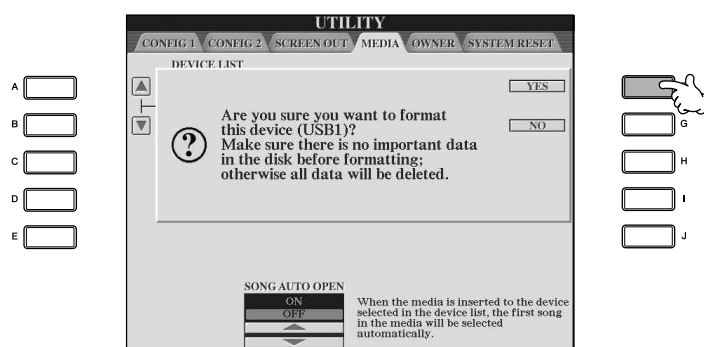 UTILITY
CONFIG 1 CONFIG 2 SCREEN OUT MEDIA OWNER SYSTEM RESET
DEVICE LIST
A
YES
B
Are you sure you want to format
this device (USB1)?
NO
G
Make sure there is no important data
in the disk before formatting;
otherwise all data will be deleted.
?
C
H
D
I
E
J
SONG AUTO OPEN
ON
OFF
When the media is inserted to the device
selected in the device list, the first song
in the media will be selected
automatically.